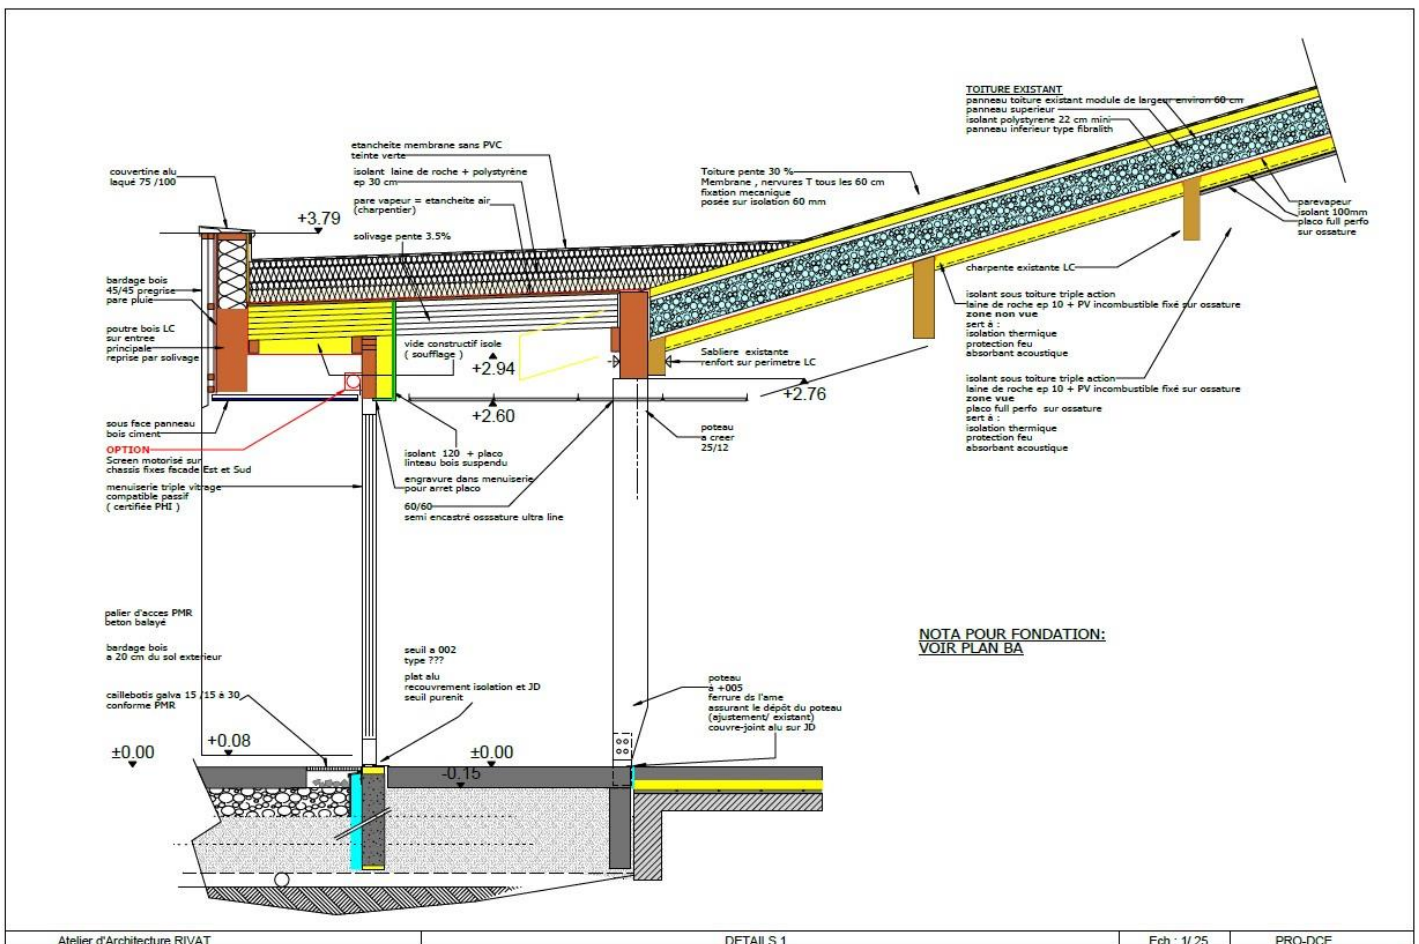 TOITURE EXISTANT
panneau toiture existant module de largeur environ 60 cm
panneau superieur
isolant polystyrene 22 cm mini
panneau inferieur type fibralith
etancheite membrane sans PVC
teinte verte
isolant laine de roche + polystyrène
ep 30 cm
pare vapeur = etancheite air
(charpentier)
solivage pente 3.5%
couvertine alu
laqué 75 /100
+3.79
Toiture pente 30 %
Membrane , nervures T tous les 60 cm
fixation mecanique
posée sur isolation 60 mm
parevapeur
isolant 100mm
placo full perfo
sur ossature
charpente existante LC
bardage bois
45/45 pregrise
pare pluie
poutre bois LC
sur entree
principale
reprise par solivage
vide constructif isole
( soufflage )
+2.94
+2.60
Sabliere existante
renfort sur perimetre LC
+2.76
isolant sous toiture triple action
laine de roche ep 10 + PV incombustible fixé sur ossature
zone non vue
sert à :
isolation thermique
protection feu
absorbant acoustique
isolant sous toiture triple action
laine de roche ep 10 + PV incombustible fixé sur ossature
zone vue
placo full perfo sur ossature
sert à :
isolation thermique
protection feu
absorbant acoustique
sous face panneau
bois ciment
OPTION
Screen motorisé sur
chassis fixes facade Est et Sud
menuiserie triple vitrage
compatible passif
( certifiée PHI )
isolant 120 + placo
linteau bois suspendu
engravure dans menuiserie
pour arret placo
60/60
semi encastré osssature ultra line
poteau
a creer
25/12
palier d'acces PMR
beton balayé
bardage bois
a 20 cm du sol exterieur
caillebotis galva 15 /15 à 30
conforme PMR
seuil a 002
type ???
plat alu
recouvrement isolation et JD
seuil purenit
NOTA POUR FONDATION:
VOIR PLAN BA
poteau
à +005
ferrure ds l'ame
assurant le dépôt du poteau
(ajustement/ existant)
couvre-joint alu sur JD
±0.00
+0.08
±0.00
-0.15
Atelier d'Architecture RIVAT
DETAILS 1
Ech : 1/ 25
PRO-DCE